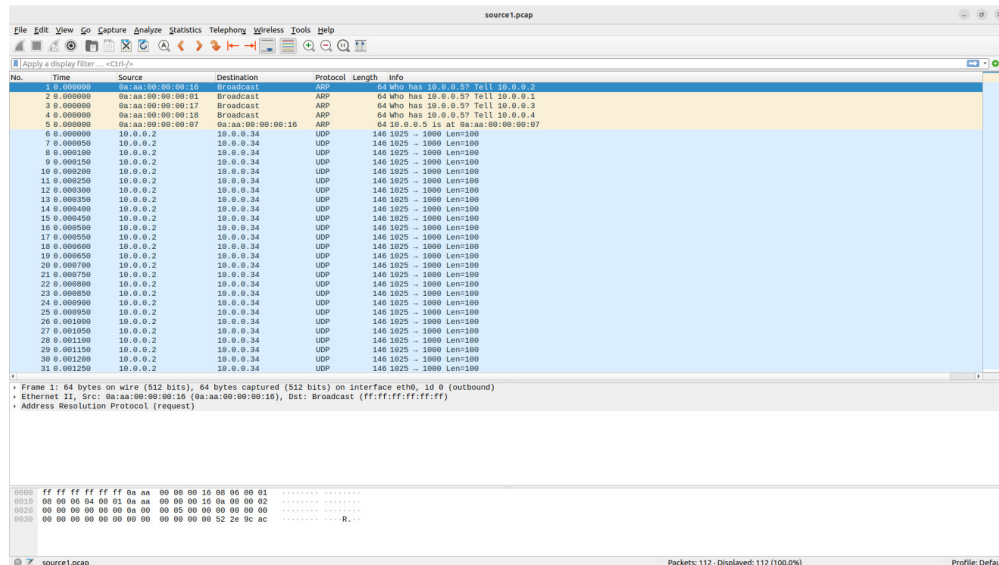 source1.pcap
File Edit View Go Capture Analyze Statistics Telephony Wireless Tools Help
Apply a display filter ... <Ctrl-/>
No. Time Source Destination Protocol Length Info
1 0.000000 0a:aa:00:00:00:16 Broadcast ARP 64 Who has 10.0.0.5? Tell 10.0.0.2
2 0.000000 0a:aa:00:00:00:01 Broadcast ARP 64 Who has 10.0.0.5? Tell 10.0.0.1
3 0.000000 0a:aa:00:00:00:17 Broadcast ARP 64 Who has 10.0.0.5? Tell 10.0.0.3
4 0.000000 0a:aa:00:00:00:18 Broadcast ARP 64 Who has 10.0.0.5? Tell 10.0.0.4
5 0.000000 0a:aa:00:00:00:07 0a:aa:00:00:00:16 ARP 64 10.0.0.5 is at 0a:aa:00:00:00:07
6 0.000000 10.0.0.2 10.0.0.34 UDP 146 1025 → 1000 Len=100
7 0.000050 10.0.0.2 10.0.0.34 UDP 146 1025 → 1000 Len=100
8 0.000100 10.0.0.2 10.0.0.34 UDP 146 1025 → 1000 Len=100
9 0.000150 10.0.0.2 10.0.0.34 UDP 146 1025 → 1000 Len=100
10 0.000200 10.0.0.2 10.0.0.34 UDP 146 1025 → 1000 Len=100
11 0.000250 10.0.0.2 10.0.0.34 UDP 146 1025 → 1000 Len=100
12 0.000300 10.0.0.2 10.0.0.34 UDP 146 1025 → 1000 Len=100
13 0.000350 10.0.0.2 10.0.0.34 UDP 146 1025 → 1000 Len=100
14 0.000400 10.0.0.2 10.0.0.34 UDP 146 1025 → 1000 Len=100
15 0.000450 10.0.0.2 10.0.0.34 UDP 146 1025 → 1000 Len=100
16 0.000500 10.0.0.2 10.0.0.34 UDP 146 1025 → 1000 Len=100
17 0.000550 10.0.0.2 10.0.0.34 UDP 146 1025 → 1000 Len=100
18 0.000600 10.0.0.2 10.0.0.34 UDP 146 1025 → 1000 Len=100
19 0.000650 10.0.0.2 10.0.0.34 UDP 146 1025 → 1000 Len=100
20 0.000700 10.0.0.2 10.0.0.34 UDP 146 1025 → 1000 Len=100
21 0.000750 10.0.0.2 10.0.0.34 UDP 146 1025 → 1000 Len=100
22 0.000800 10.0.0.2 10.0.0.34 UDP 146 1025 → 1000 Len=100
23 0.000850 10.0.0.2 10.0.0.34 UDP 146 1025 → 1000 Len=100
24 0.000900 10.0.0.2 10.0.0.34 UDP 146 1025 → 1000 Len=100
25 0.000950 10.0.0.2 10.0.0.34 UDP 146 1025 → 1000 Len=100
26 0.001000 10.0.0.2 10.0.0.34 UDP 146 1025 → 1000 Len=100
27 0.001050 10.0.0.2 10.0.0.34 UDP 146 1025 → 1000 Len=100
28 0.001100 10.0.0.2 10.0.0.34 UDP 146 1025 → 1000 Len=100
29 0.001150 10.0.0.2 10.0.0.34 UDP 146 1025 → 1000 Len=100
30 0.001200 10.0.0.2 10.0.0.34 UDP 146 1025 → 1000 Len=100
31 0.001250 10.0.0.2 10.0.0.34 UDP 146 1025 → 1000 Len=100
Frame 1: 64 bytes on wire (512 bits), 64 bytes captured (512 bits) on interface eth0, id 0 (outbound)
Ethernet II, Src: 0a:aa:00:00:00:16 (0a:aa:00:00:00:16), Dst: Broadcast (ff:ff:ff:ff:ff:ff)
Address Resolution Protocol (request)
0000 ff ff ff ff ff ff 0a aa 00 00 00 16 08 06 00 01 ········ ········
0010 08 00 06 04 00 01 0a aa 00 00 00 16 0a 00 00 02 ········ ········
0020 00 00 00 00 00 00 0a 00 00 05 00 00 00 00 00 00 ········ ········
0030 00 00 00 00 00 00 00 00 00 00 00 00 52 2e 9c ac ········ ····R.··
source1.pcap Packets: 112 · Displayed: 112 (100.0%) Profile: Defau